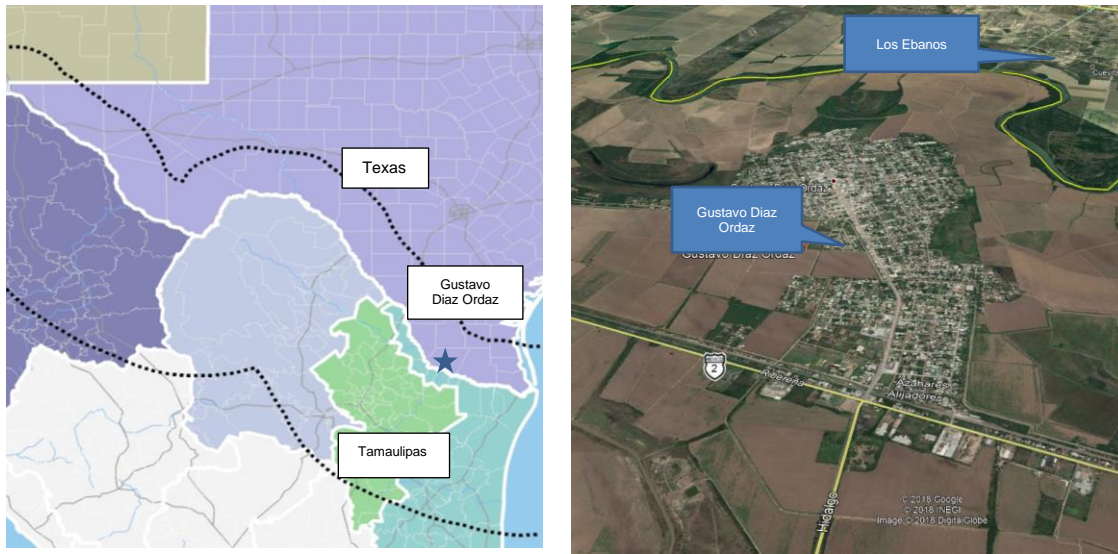 Texas
Gustavo
Diaz Ordaz
Tamaulipas
Los Ebanos
Gustavo Diaz
Ordaz
Gustavo Díaz Ordaz
2
Ribereña
Azahares
Alijadores
Hidalgo
© 2018 Google
© 2018 INEGI
Image © 2018 DigitalGlobe